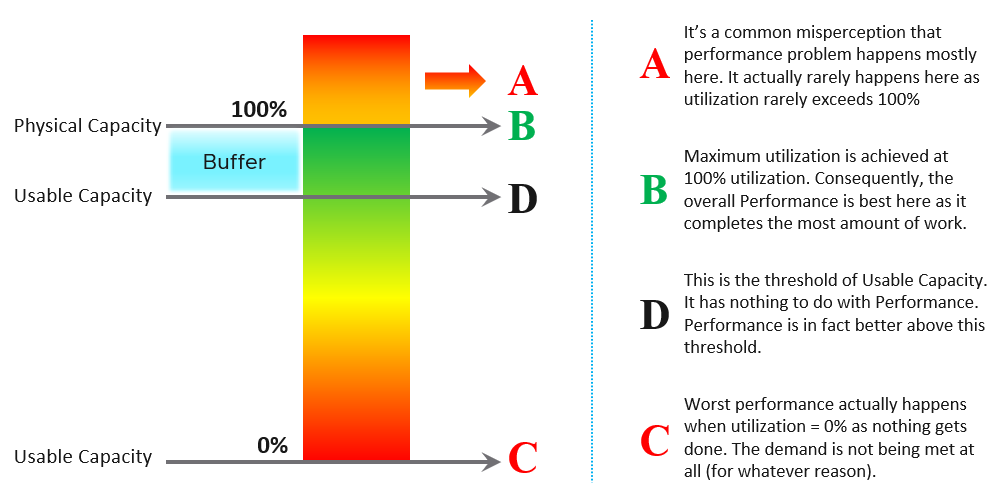 100%
A
Physical Capacity
B
Buffer
Usable Capacity
D
0%
Usable Capacity
C
A
It’s a common misperception that
performance problem happens mostly
here. It actually rarely happens here as
utilization rarely exceeds 100%
B
Maximum utilization is achieved at
100% utilization. Consequently, the
overall Performance is best here as it
completes the most amount of work.
D
This is the threshold of Usable Capacity.
It has nothing to do with Performance.
Performance is in fact better above this
threshold.
C
Worst performance actually happens
when utilization = 0% as nothing gets
done. The demand is not being met at
all (for whatever reason).